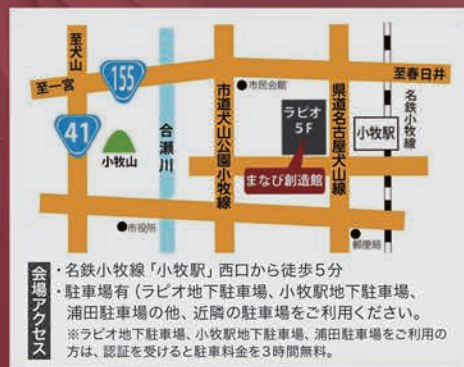 至犬山
至一宮
155
41
小牧山
合瀬川
市民会館
市道犬山公園小牧線
ラピオ
5F
まなび創造館
県道名古屋犬山線
至春日井
名鉄小牧線
小牧駅
市役所
郵便局
会場アクセス
・名鉄小牧線「小牧駅」西口から徒歩5分
・駐車場有(ラピオ地下駐車場、小牧駅地下駐車場、
浦田駐車場の他、近隣の駐車場をご利用ください。
※ラピオ地下駐車場、小牧駅地下駐車場、浦田駐車場をご利用の
方は、認証を受けると駐車料金を3時間無料。